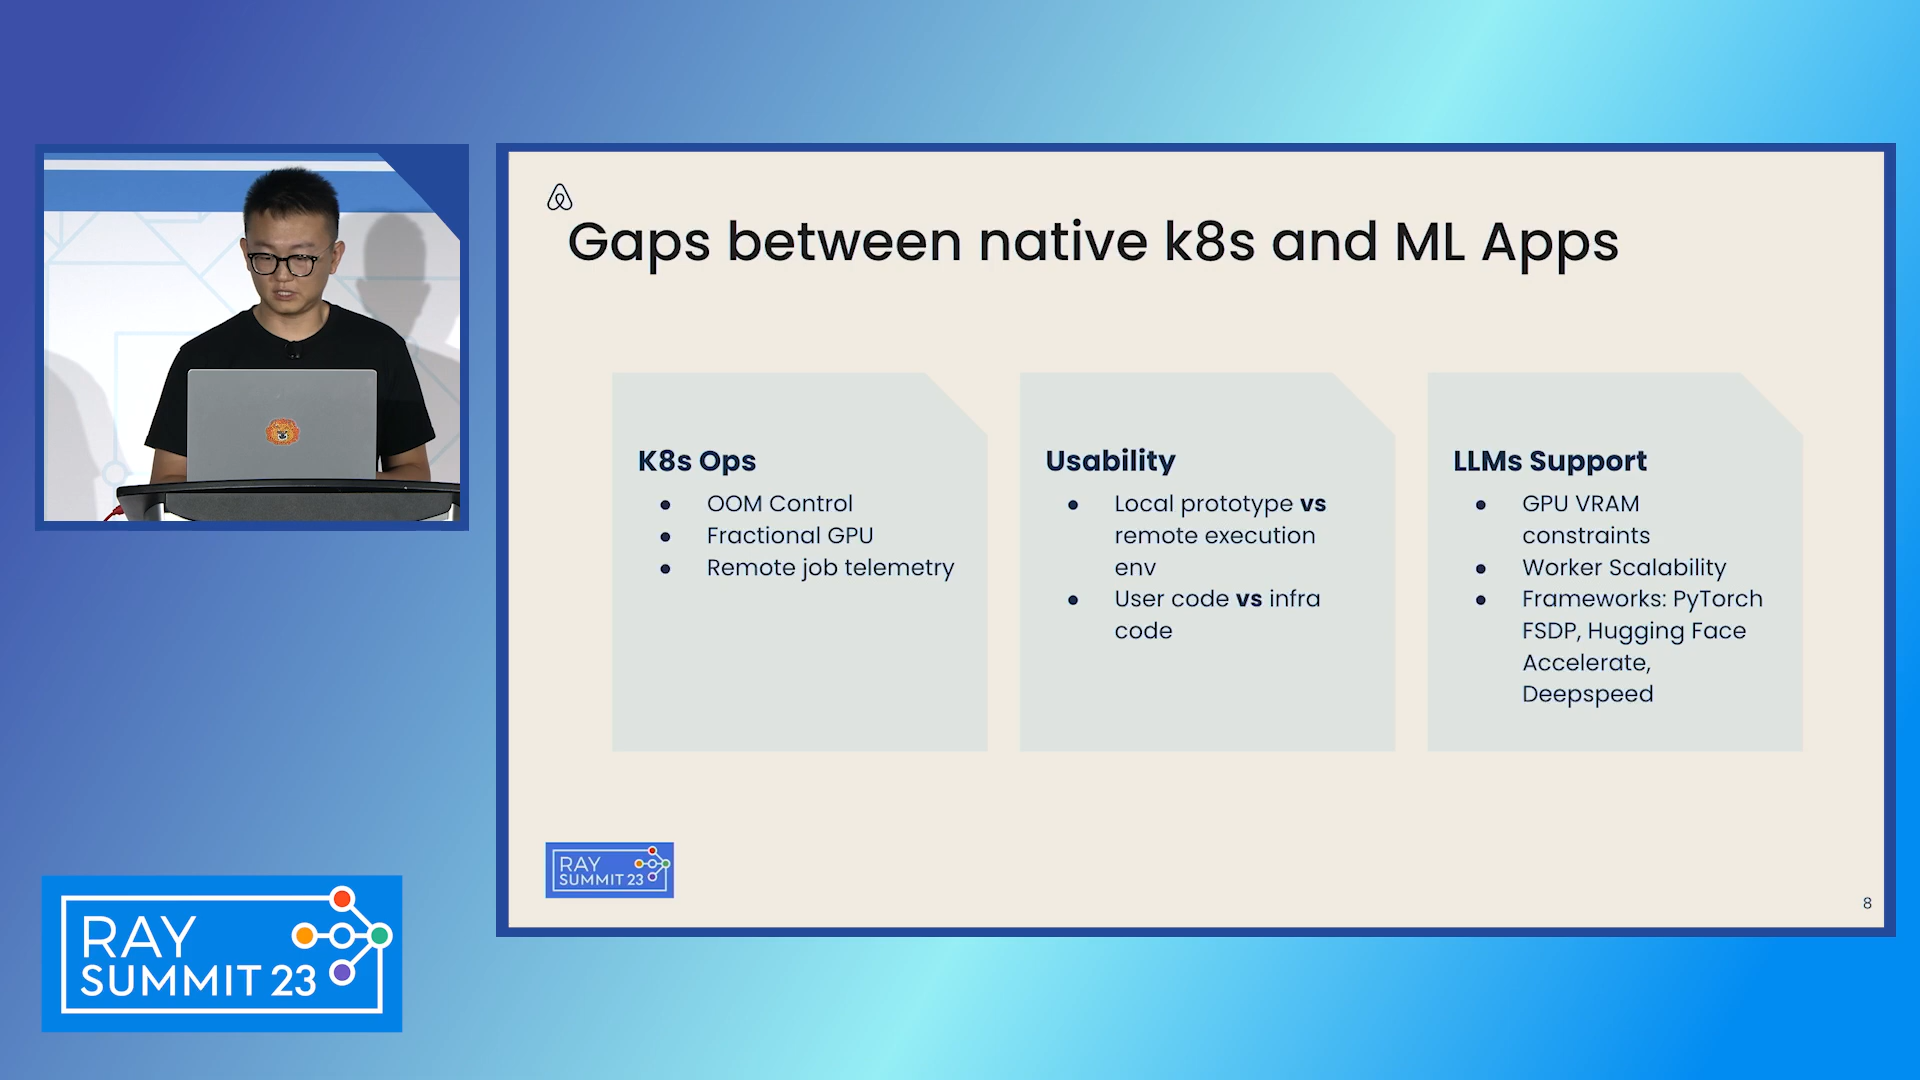 Gaps between native k8s and ML Apps
K8s Ops
● OOM Control
● Fractional GPU
● Remote job telemetry
Usability
● Local prototype vs
remote execution
env
● User code vs infra
code
LLMs Support
● GPU VRAM
constraints
● Worker Scalability
● Frameworks: PyTorch
FSDP, Hugging Face
Accelerate,
Deepspeed
RAY
SUMMIT 23
8
RAY
SUMMIT 23